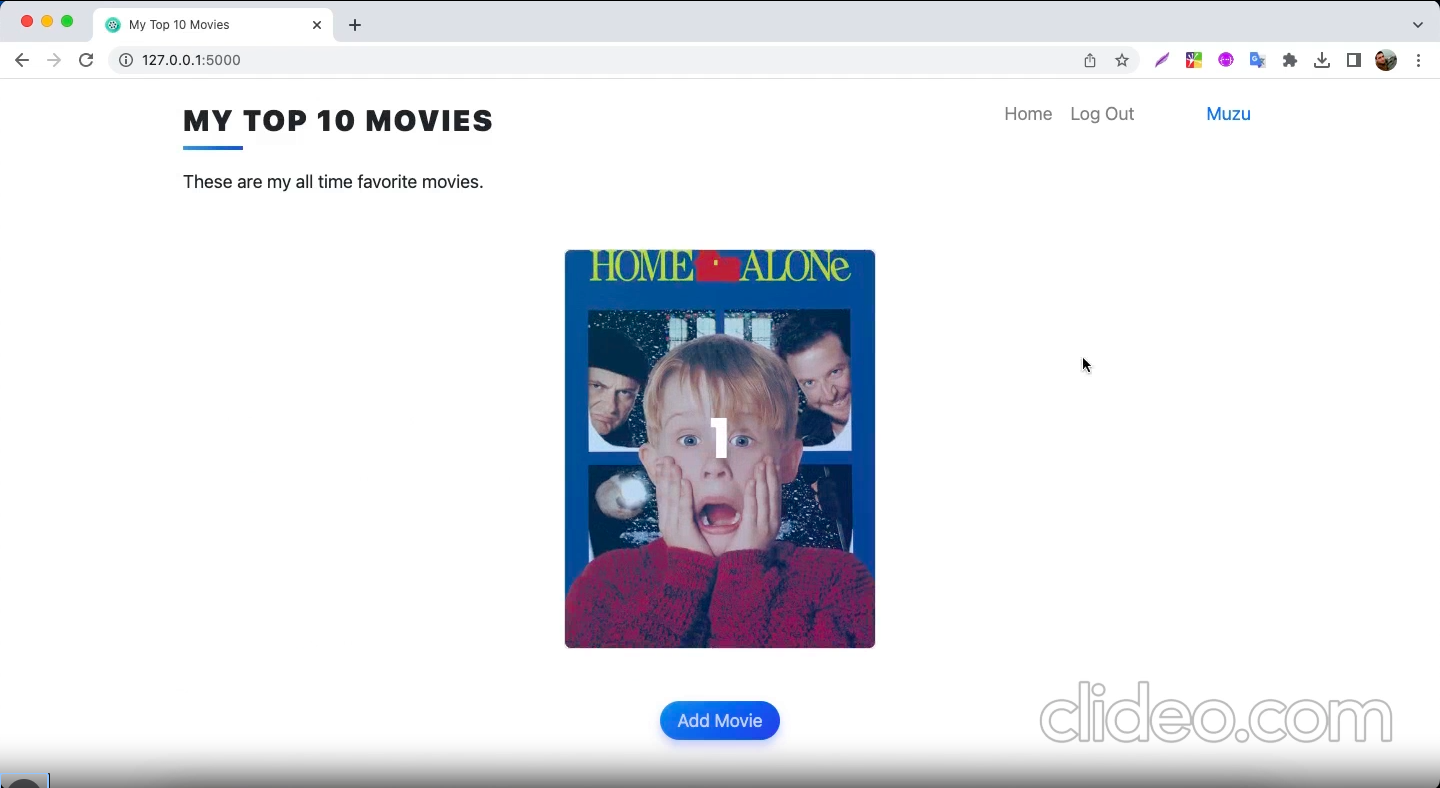 My Top 10 Movies
127.0.0.1:5000
MY TOP 10 MOVIES
Home
Log Out
Muzu
These are my all time favorite movies.
HOME ALONe
1
Add Movie
clideo.com